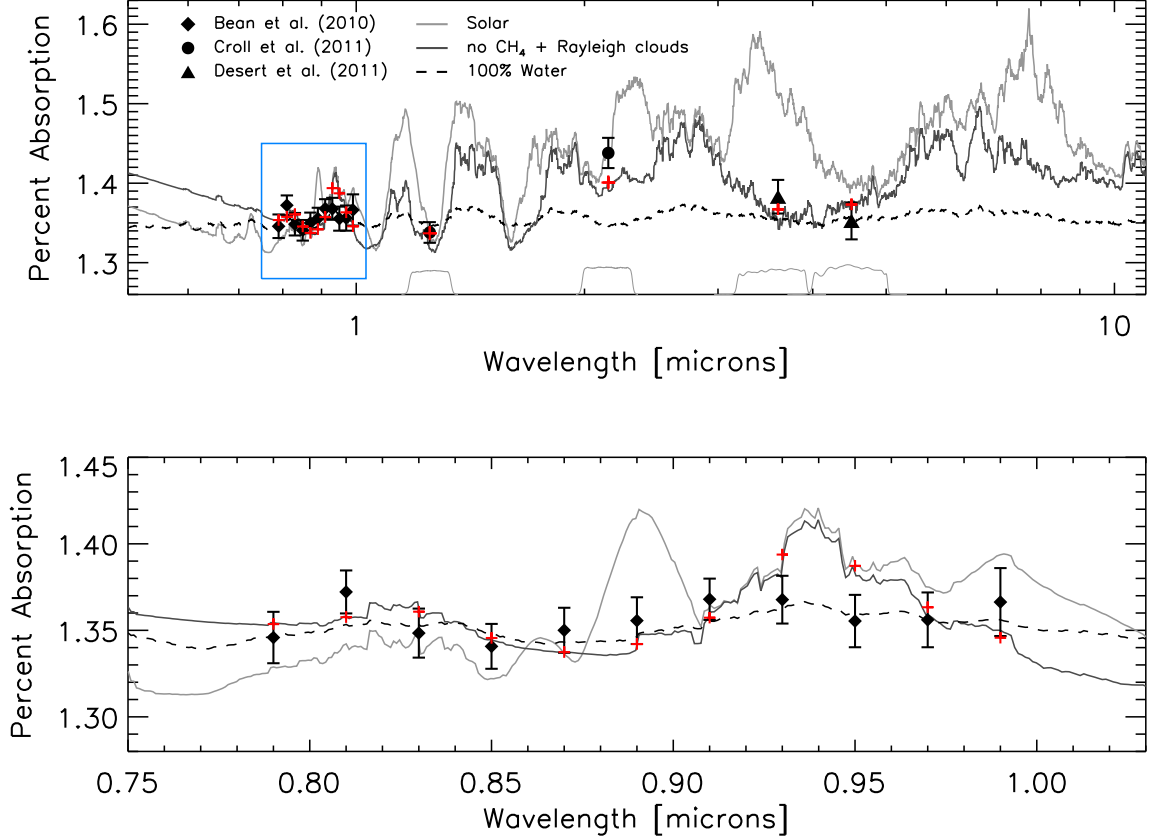 Bean et al. (2010)
Croll et al. (2011)
Desert et al. (2011)
Solar
no CH4 + Rayleigh clouds
100% Water
1.6
1.5
1.4
1.3
Percent Absorption
1
10
Wavelength [microns]
1.45
1.40
1.35
1.30
Percent Absorption
0.75
0.80
0.85
0.90
0.95
1.00
Wavelength [microns]